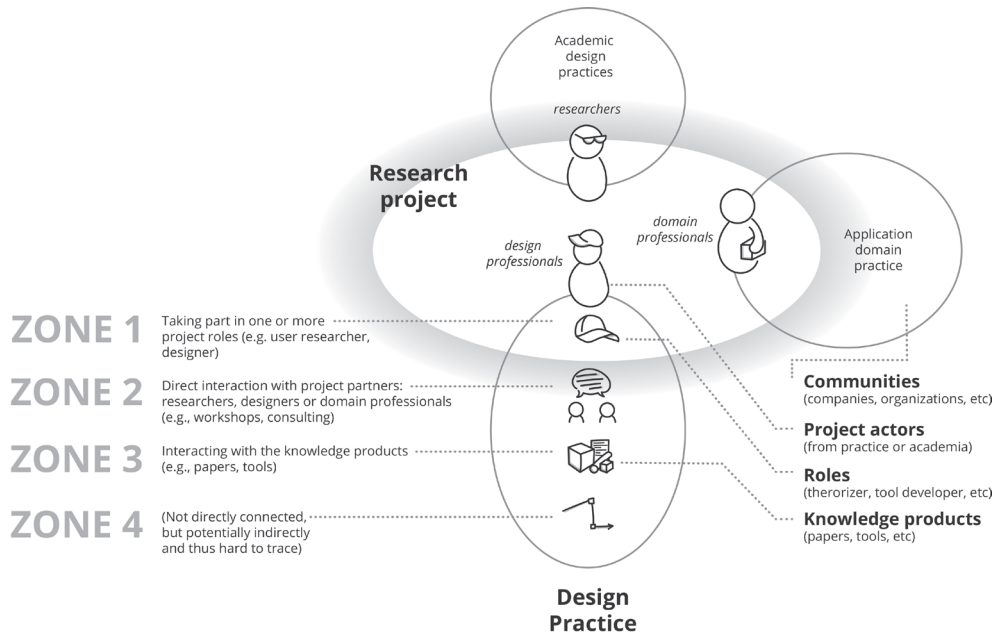 Academic
design
practices
researchers
Research
project
domain
professionals
design
professionals
Application
domain
practice
ZONE 1
Taking part in one or more
project roles (e.g. user researcher,
designer)
ZONE 2
Direct interaction with project partners:
researchers, designers or domain professionals
(e.g., workshops, consulting)
ZONE 3
Interacting with the knowledge products
(e.g., papers, tools)
ZONE 4
(Not directly connected,
but potentially indirectly
and thus hard to trace)
Communities
(companies, organizations, etc)
Project actors
(from practice or academia)
Roles
(therorizer, tool developer, etc)
Knowledge products
(papers, tools, etc)
Design
Practice